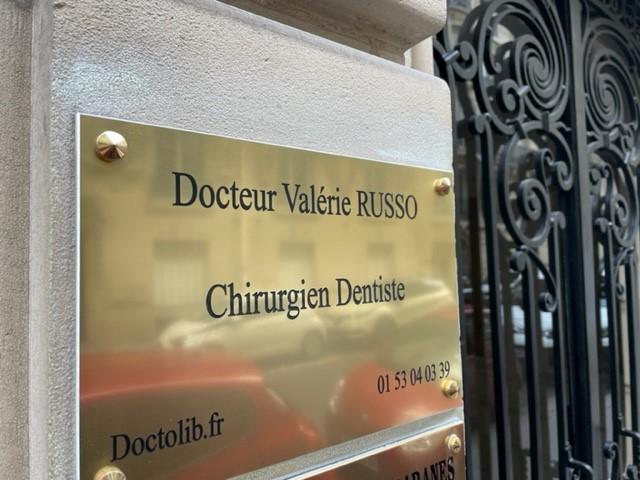 Docteur Valérie RUSSO
Chirurgien Dentiste
01 53 04 03 39
Doctolib.fr